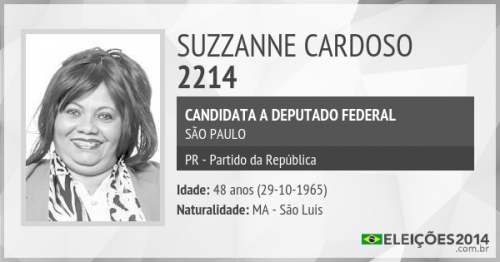 SUZZANNE CARDOSO
2214
CANDIDATA A DEPUTADO FEDERAL
SÃO PAULO
PR - Partido da República
Idade: 48 anos (29-10-1965)
Naturalidade: MA - São Luis
ELEIÇÕES2014
.com.br